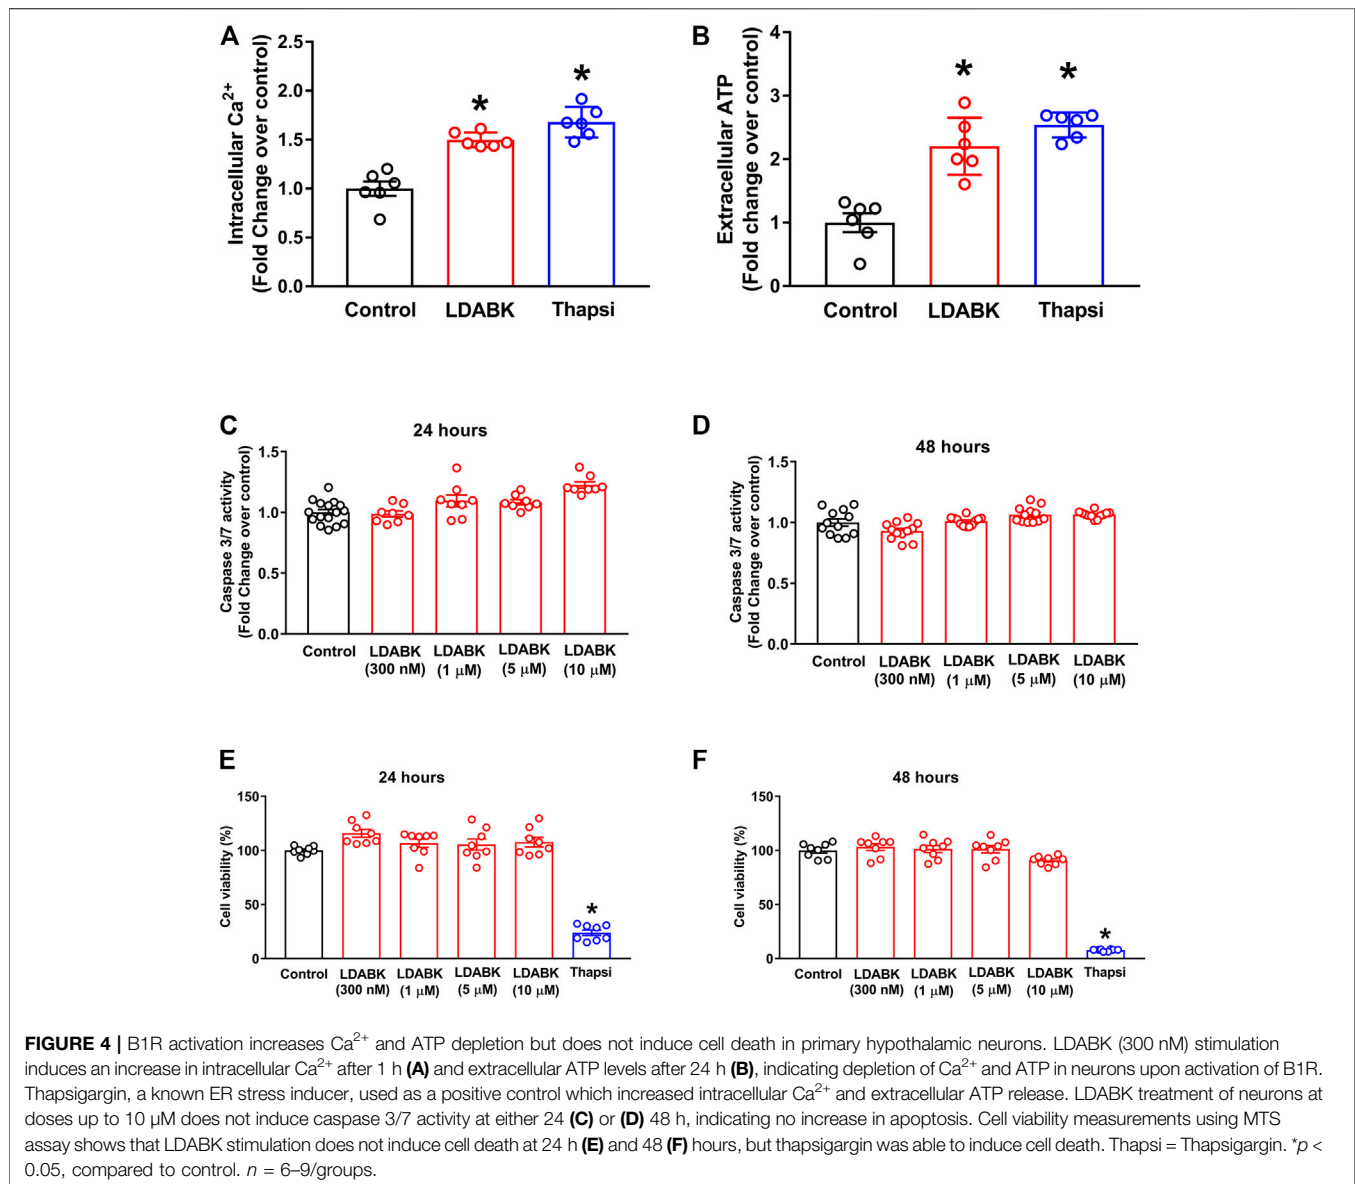 A
Intracellular Ca2+
(Fold Change over control)
2.5
2.0
1.5
1.0
0.5
0.0
*
*
Control
LDABK
Thapsi
B
Extracellular ATP
(Fold change over control)
4
3
2
1
0
*
*
Control
LDABK
Thapsi
C
24 hours
Caspase 3/7 activity
(Fold Change over control)
1.5
1.0
0.5
0.0
Control
LDABK
(300 nM)
LDABK
(1 μM)
LDABK
(5 μM)
LDABK
(10 μM)
D
48 hours
Caspase 3/7 activity
(Fold Change over control)
1.5
1.0
0.5
0.0
Control
LDABK
(300 nM)
LDABK
(1 μM)
LDABK
(5 μM)
LDABK
(10 μM)
E
24 hours
Cell viability (%)
150
100
50
0
*
Control
LDABK
(300 nM)
LDABK
(1 μM)
LDABK
(5 μM)
LDABK
(10 μM)
Thapsi
F
48 hours
Cell viability (%)
150
100
50
0
*
Control
LDABK
(300 nM)
LDABK
(1 μM)
LDABK
(5 μM)
LDABK
(10 μM)
Thapsi
FIGURE 4 | B1R activation increases Ca2+ and ATP depletion but does not induce cell death in primary hypothalamic neurons. LDABK (300 nM) stimulation
induces an increase in intracellular Ca2+ after 1 h (A) and extracellular ATP levels after 24 h (B), indicating depletion of Ca2+ and ATP in neurons upon activation of B1R.
Thapsigargin, a known ER stress inducer, used as a positive control which increased intracellular Ca2+ and extracellular ATP release. LDABK treatment of neurons at
doses up to 10 µM does not induce caspase 3/7 activity at either 24 (C) or (D) 48 h, indicating no increase in apoptosis. Cell viability measurements using MTS
assay shows that LDABK stimulation does not induce cell death at 24 h (E) and 48 (F) hours, but thapsigargin was able to induce cell death. Thapsi = Thapsigargin. *p <
0.05, compared to control. n = 6–9/groups.